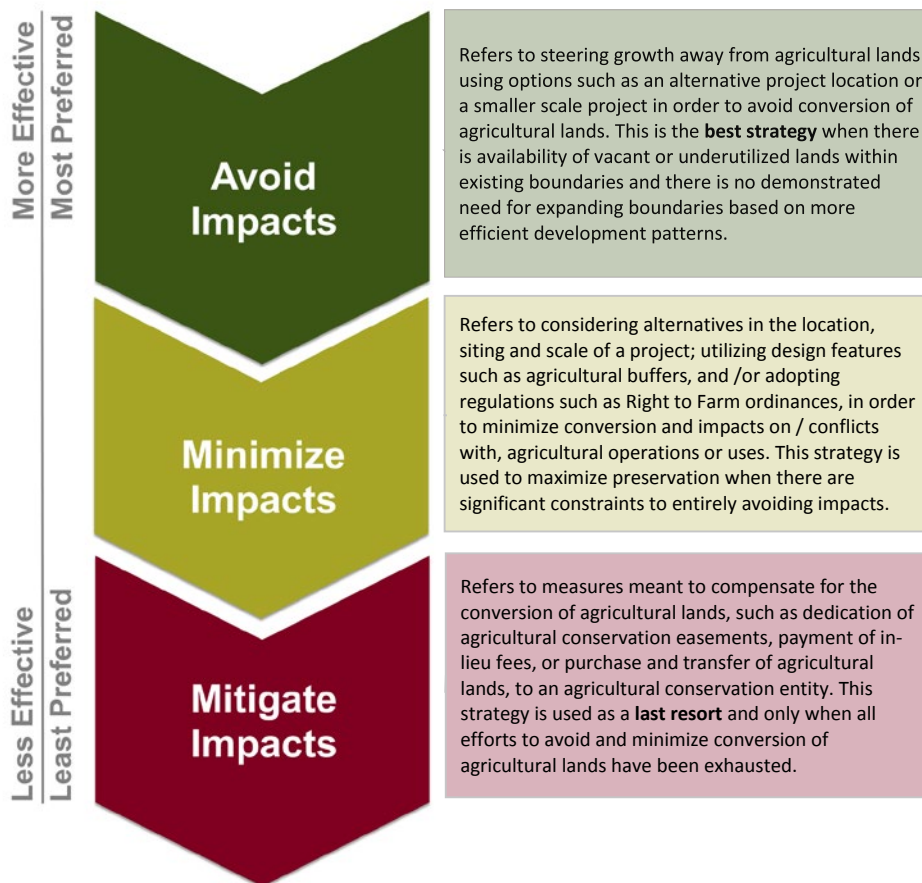 More Effective
Most Preferred
Avoid
Impacts
Refers to steering growth away from agricultural lands
using options such as an alternative project location or
a smaller scale project in order to avoid conversion of
agricultural lands. This is the best strategy when there
is availability of vacant or underutilized lands within
existing boundaries and there is no demonstrated
need for expanding boundaries based on more
efficient development patterns.
Minimize
Impacts
Refers to considering alternatives in the location,
siting and scale of a project; utilizing design features
such as agricultural buffers, and /or adopting
regulations such as Right to Farm ordinances, in order
to minimize conversion and impacts on / conflicts
with, agricultural operations or uses. This strategy is
used to maximize preservation when there are
significant constraints to entirely avoiding impacts.
Less Effective
Least Preferred
Mitigate
Impacts
Refers to measures meant to compensate for the
conversion of agricultural lands, such as dedication of
agricultural conservation easements, payment of in-
lieu fees, or purchase and transfer of agricultural
lands, to an agricultural conservation entity. This
strategy is used as a last resort and only when all
efforts to avoid and minimize conversion of
agricultural lands have been exhausted.